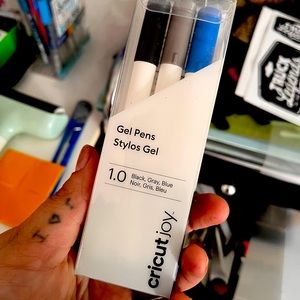 Gel Pens
Stylos Gel
1.0
Black, Gray, Blue
Noir, Gris, Bleu
cricut joy.